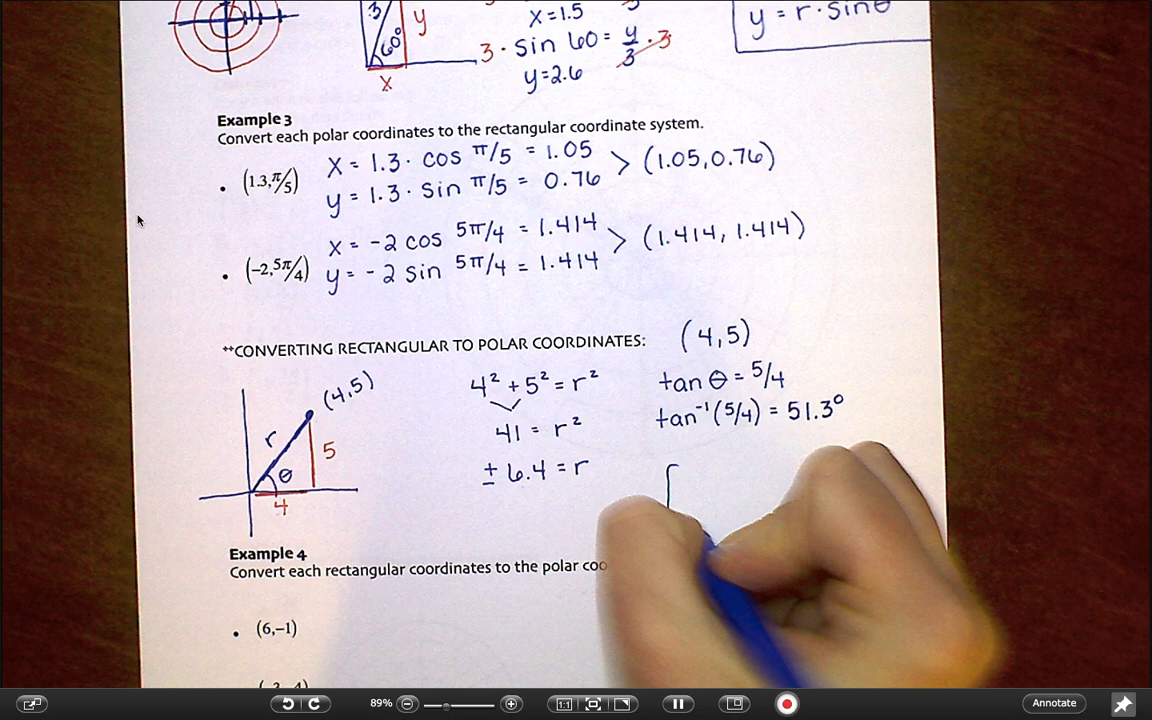 3
60°
y
x
x=1.5
3 · sin 60 = y/3 · 3
y=2.6
y = r · sinθ
Example 3
Convert each polar coordinates to the rectangular coordinate system.
• (1.3, π/5)
x = 1.3 · cos π/5 = 1.05
y = 1.3 · sin π/5 = 0.76
> (1.05, 0.76)
• (−2, 5π/4)
x = -2 cos 5π/4 = 1.414
y = -2 sin 5π/4 = 1.414
> (1.414, 1.414)
**CONVERTING RECTANGULAR TO POLAR COORDINATES:
(4,5)
(4,5)
r
θ
5
4
4² + 5² = r²
41 = r²
± 6.4 = r
tan θ = 5/4
tan⁻¹(5/4) = 51.3°
Example 4
Convert each rectangular coordinates to the polar coo
• (6,−1)
89%
1:1
Annotate